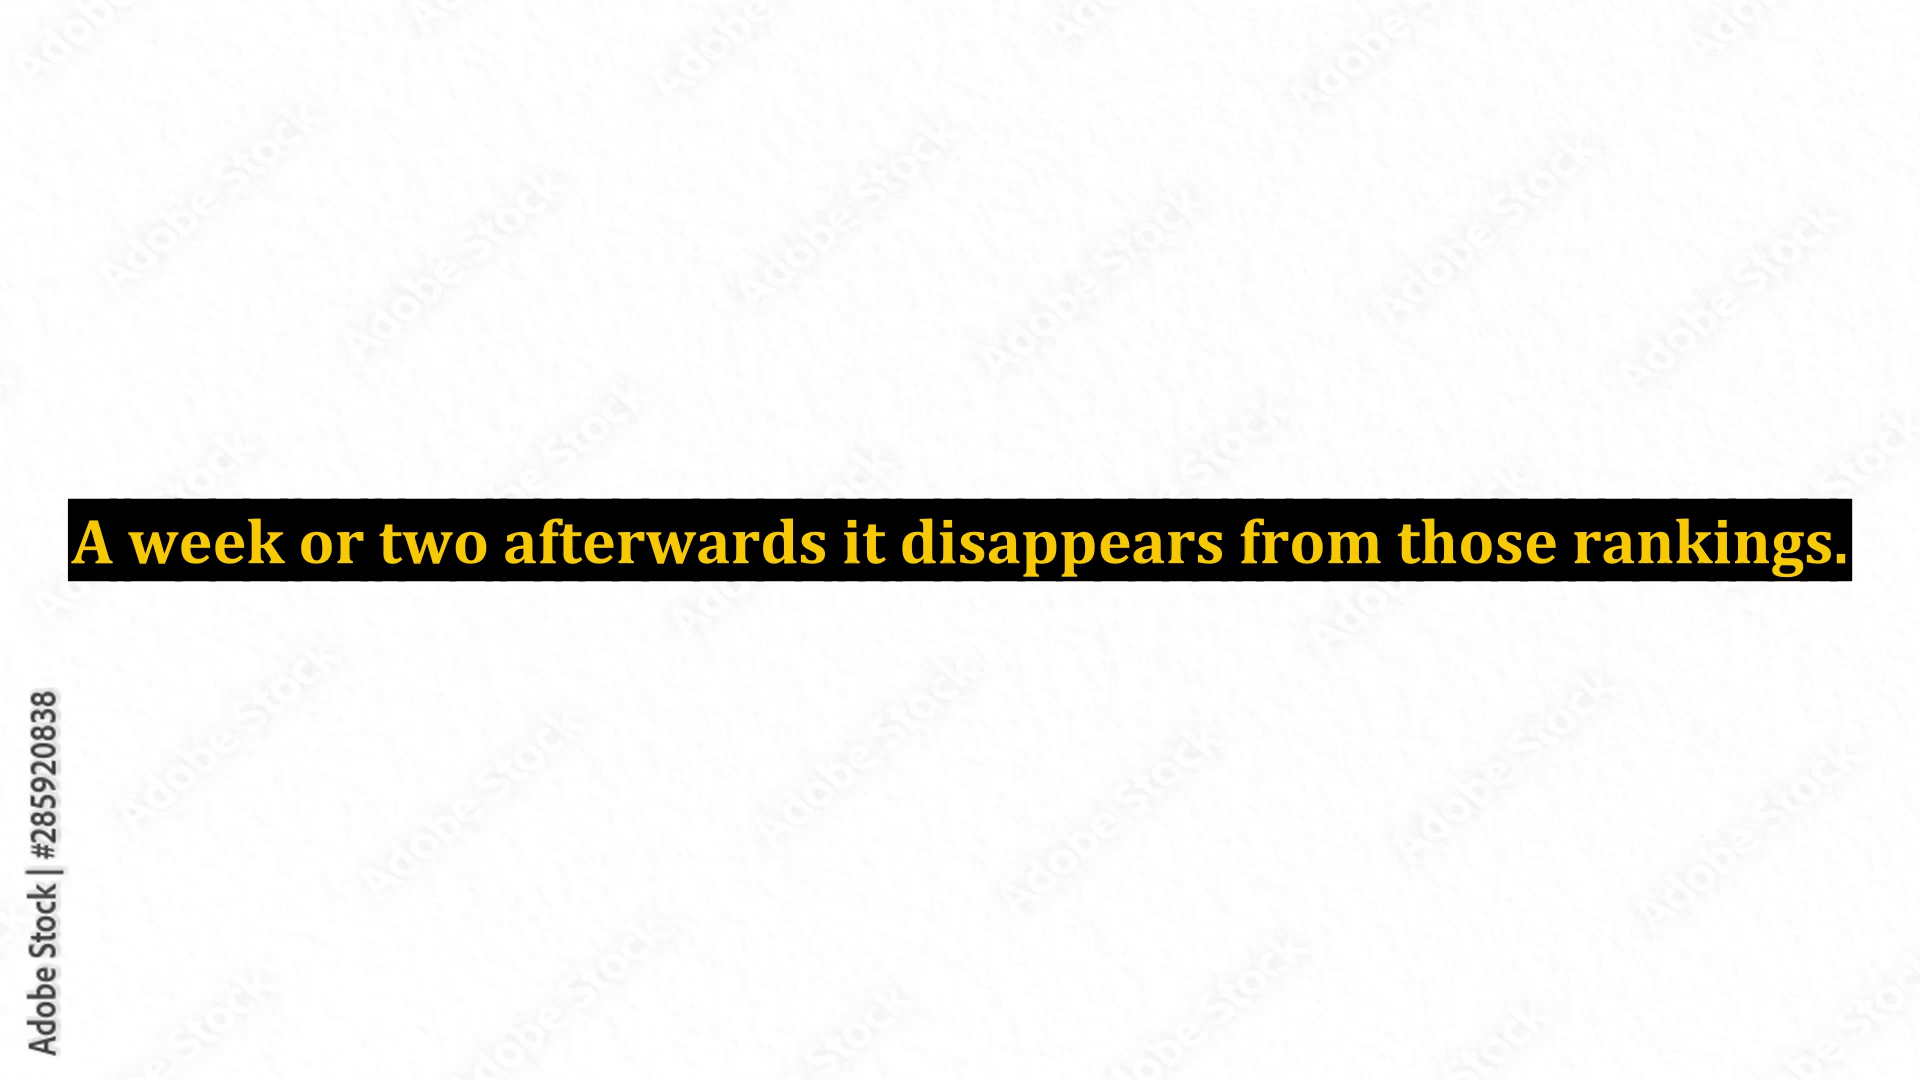 A week or two afterwards it disappears from those rankings.
Adobe Stock | #285920838